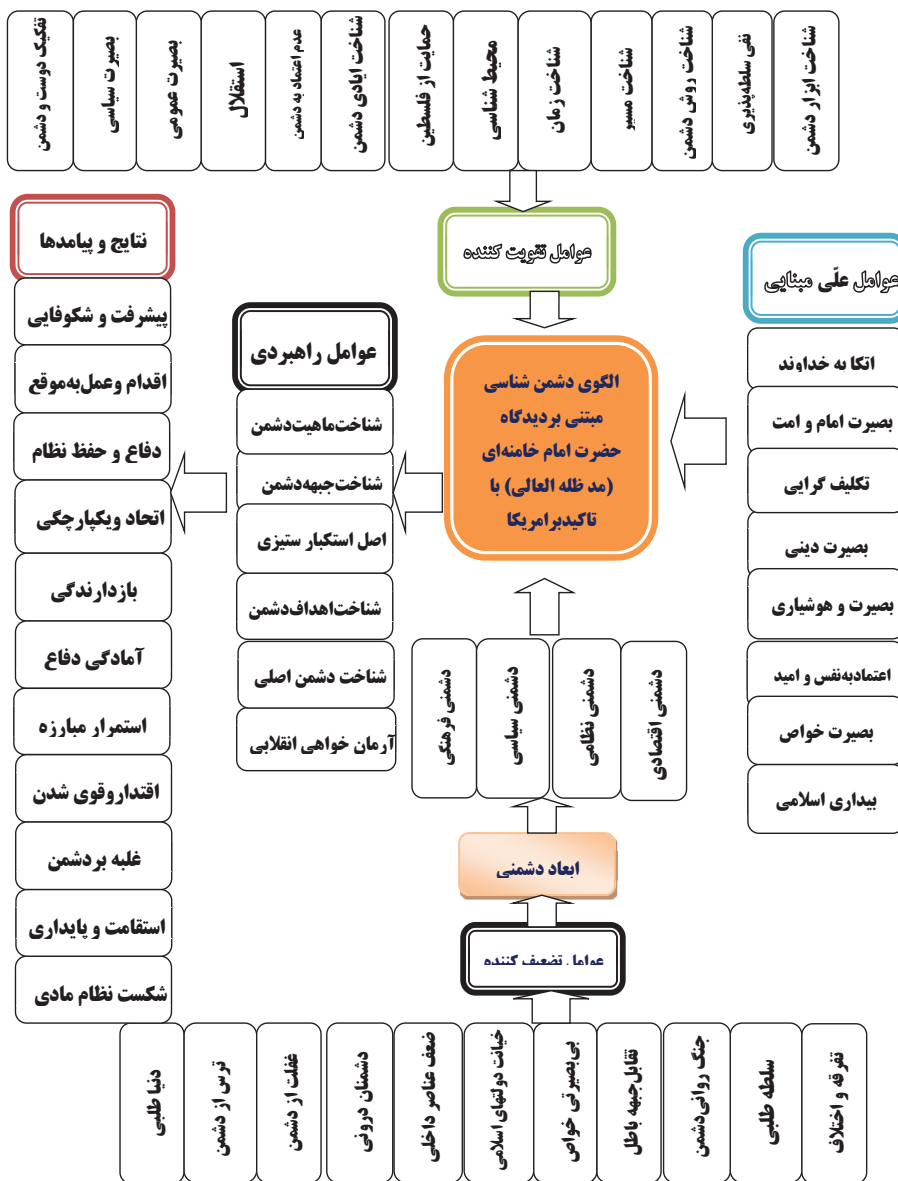 شناخت ابزار دشمن
نفی سلطه‌پذیری
شناخت روش دشمن
شناخت مسیر
شناخت زمان
محیط شناسی
حمایت از فلسطین
شناخت ایادی دشمن
عدم اعتماد به دشمن
استقلال
بصیرت عمومی
بصیرت سیاسی
تفکیک دوست و دشمن
عوامل تقویت کننده
عوامل علّی مبنایی
اتکا به خداوند
بصیرت امام و امت
تکلیف گرایی
بصیرت دینی
بصیرت و هوشیاری
اعتمادبه‌نفس و امید
بصیرت خواص
بیداری اسلامی
الگوی دشمن شناسی
مبتنی بردیدگاه
حضرت امام خامنه‌ای
(مد ظله العالی) با
تاکیدبرامریکا
عوامل راهبردی
شناخت‌ماهیت‌دشمن
شناخت‌جبهه‌دشمن
اصل استکبار ستیزی
شناخت‌اهداف‌دشمن
شناخت دشمن اصلی
آرمان خواهی انقلابی
نتایج و پیامدها
پیشرفت و شکوفایی
اقدام وعمل‌به‌موقع
دفاع و حفظ نظام
اتحاد ویکپارچگی
بازدارندگی
آمادگی دفاع
استمرار مبارزه
اقتداروقوی شدن
غلبه بردشمن
استقامت و پایداری
شکست نظام مادی
دشمنی اقتصادی
دشمنی نظامی
دشمنی سیاسی
دشمنی فرهنگی
ابعاد دشمنی
عوامل تضعیف کننده
تفرقه و اختلاف
سلطه طلبی
جنگ روانی‌دشمن
تقابل‌جبهه باطل
بی‌بصیرتی خواص
خیانت دولتهای اسلامی
ضعف عناصر داخلی
دشمنان درونی
غفلت از دشمن
ترس از دشمن
دنیا طلبی